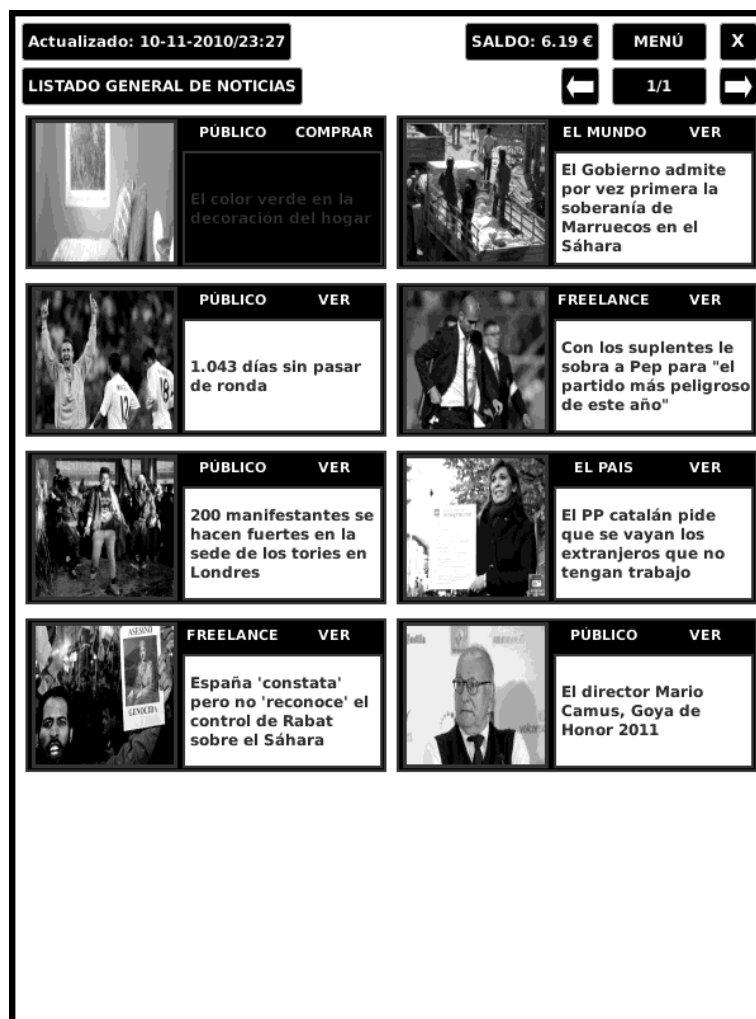 Actualizado: 10-11-2010/23:27
SALDO: 6.19 €
MENÚ
X
LISTADO GENERAL DE NOTICIAS
1/1
PÚBLICO
COMPRAR
El color verde en la
decoración del hogar
EL MUNDO
VER
El Gobierno admite
por vez primera la
soberanía de
Marruecos en el
Sáhara
PÚBLICO
VER
1.043 días sin pasar
de ronda
12
18
FREELANCE
VER
Con los suplentes le
sobra a Pep para "el
partido más peligroso
de este año"
PÚBLICO
VER
200 manifestantes se
hacen fuertes en la
sede de los tories en
Londres
EL PAIS
VER
El PP catalán pide
que se vayan los
extranjeros que no
tengan trabajo
FREELANCE
VER
ASESINO
GENOCIDA
España 'constata'
pero no 'reconoce' el
control de Rabat
sobre el Sáhara
PÚBLICO
VER
El director Mario
Camus, Goya de
Honor 2011